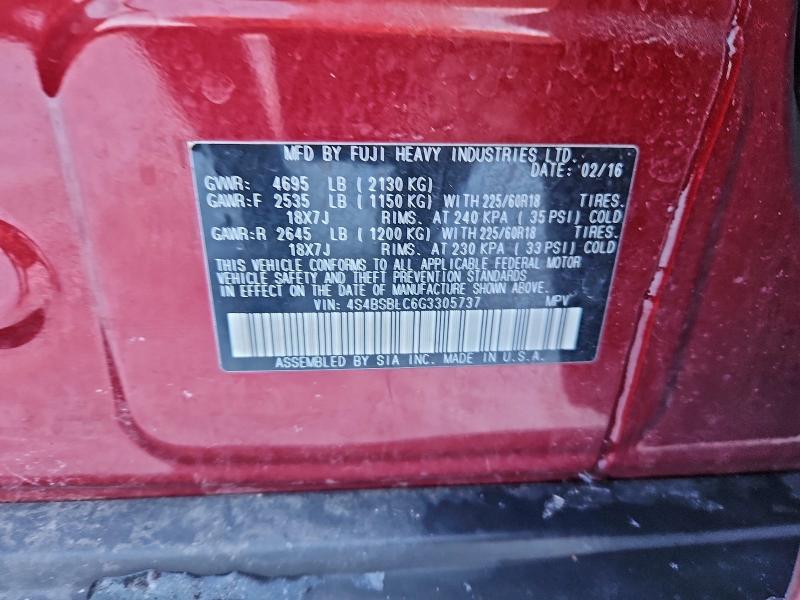 MFD BY FUJI HEAVY INDUSTRIES LTD.
DATE: 02/16
GVWR: 4695 LB ( 2130 KG)
GAWR:F 2535 LB ( 1150 KG) WITH 225/60R18 TIRES.
18X7J RIMS. AT 240 KPA ( 35 PSI) COLD
GAWR:R 2645 LB ( 1200 KG) WITH 225/60R18 TIRES.
18X7J RIMS. AT 230 KPA ( 33 PSI) COLD
THIS VEHICLE CONFORMS TO ALL APPLICABLE FEDERAL MOTOR
VEHICLE SAFETY AND THEFT PREVENTION STANDARDS
IN EFFECT ON THE DATE OF MANUFACTURE SHOWN ABOVE.
VIN: 4S4BSBLC6G3305737 MPV
ASSEMBLED BY SIA INC. MADE IN U.S.A.